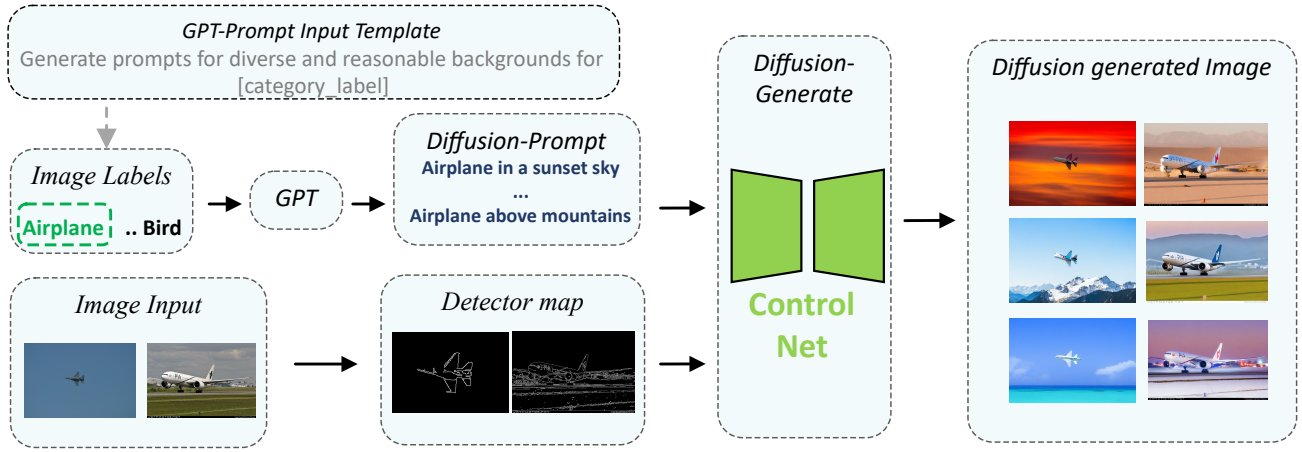 GPT-Prompt Input Template
Generate prompts for diverse and reasonable backgrounds for
[category_label]
Image Labels
Airplane .. Bird
GPT
Diffusion-Prompt
Airplane in a sunset sky
...
Airplane above mountains
Image Input
Detector map
Diffusion-
Generate
Control
Net
Diffusion generated Image